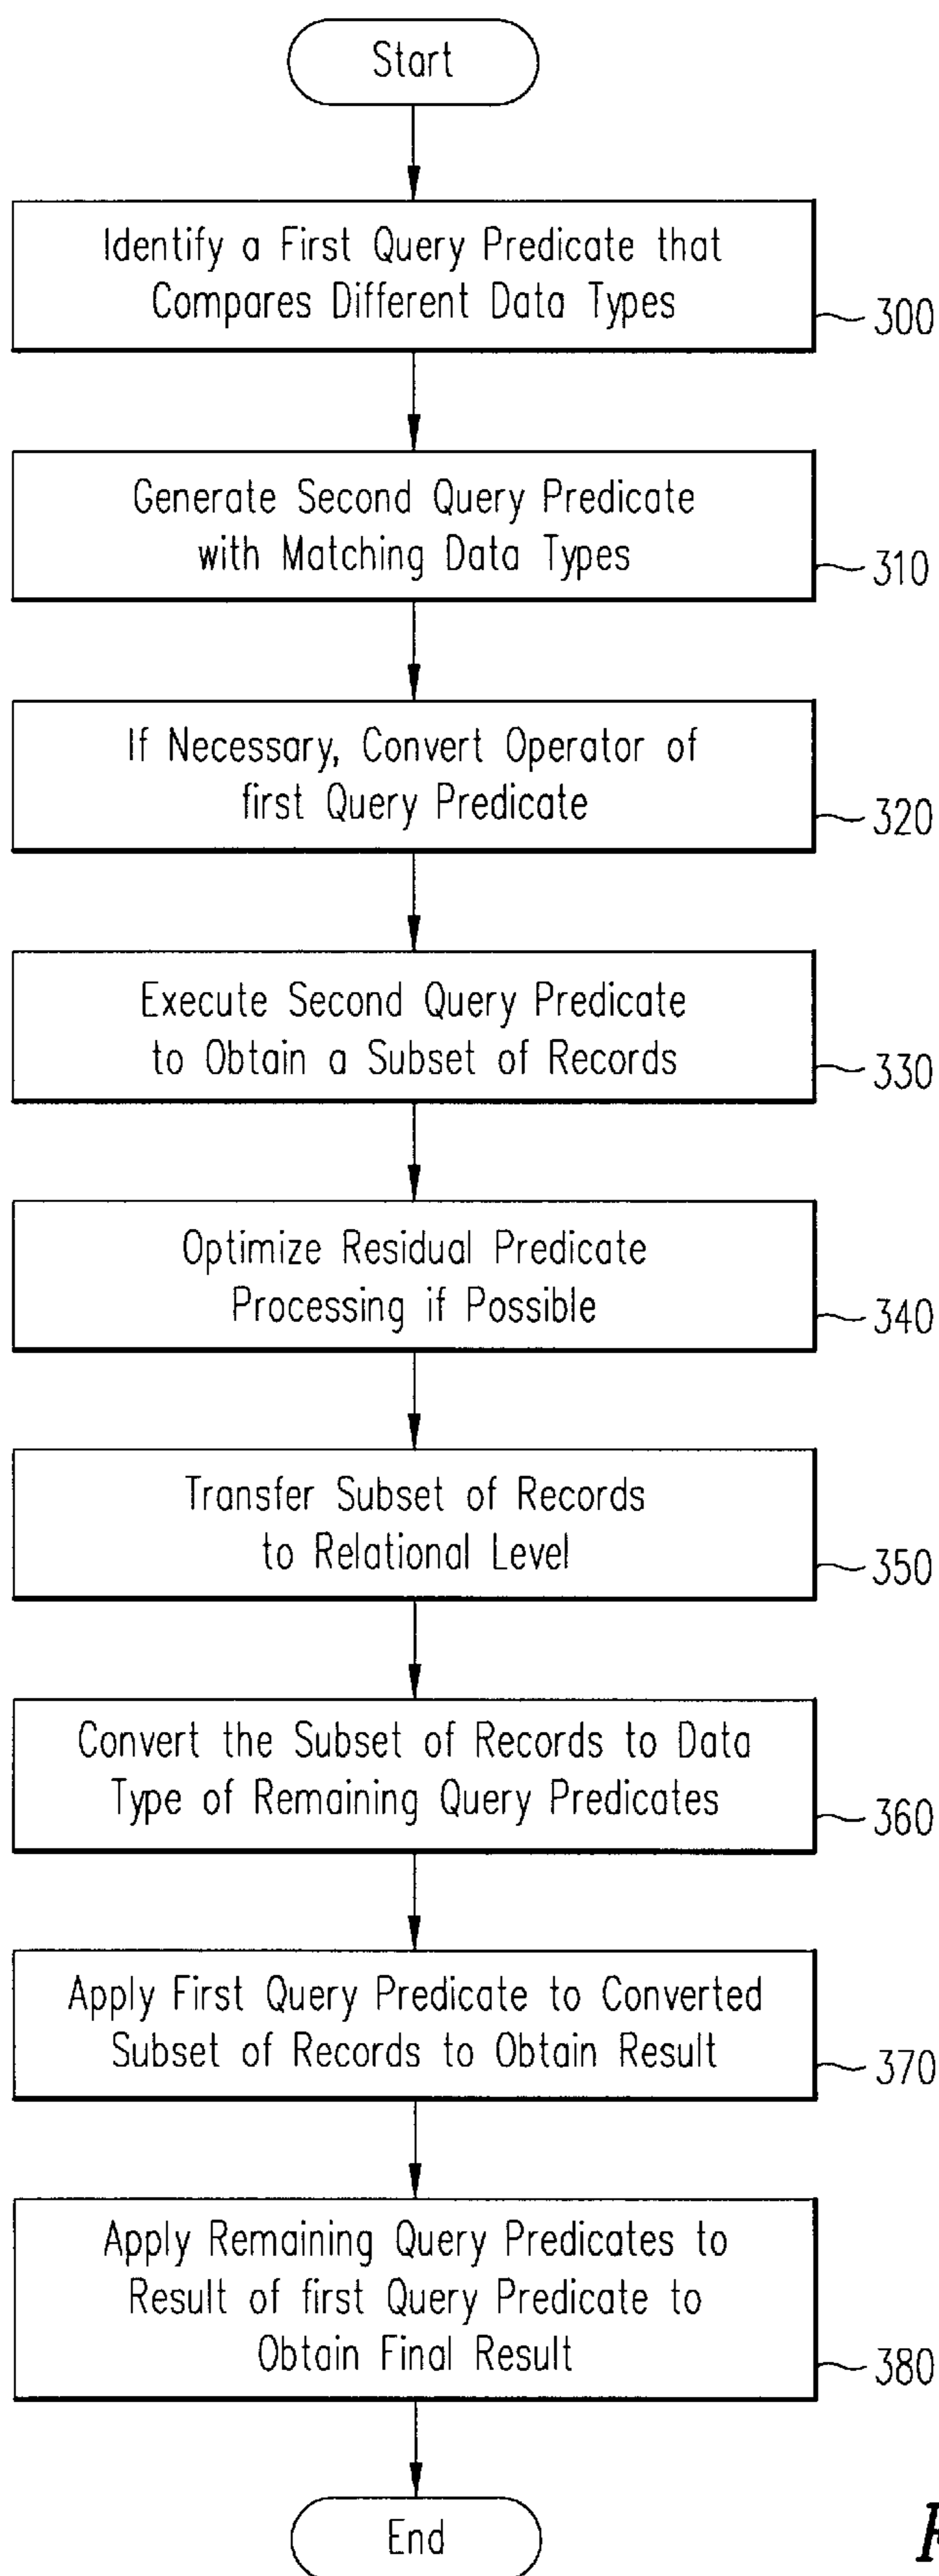 Start
Identify a First Query Predicate that
Compares Different Data Types
300
Generate Second Query Predicate
with Matching Data Types
310
If Necessary, Convert Operator of
first Query Predicate
320
Execute Second Query Predicate
to Obtain a Subset of Records
330
Optimize Residual Predicate
Processing if Possible
340
Transfer Subset of Records
to Relational Level
350
Convert the Subset of Records to Data
Type of Remaining Query Predicates
360
Apply First Query Predicate to Converted
Subset of Records to Obtain Result
370
Apply Remaining Query Predicates to
Result of first Query Predicate to
Obtain Final Result
380
End